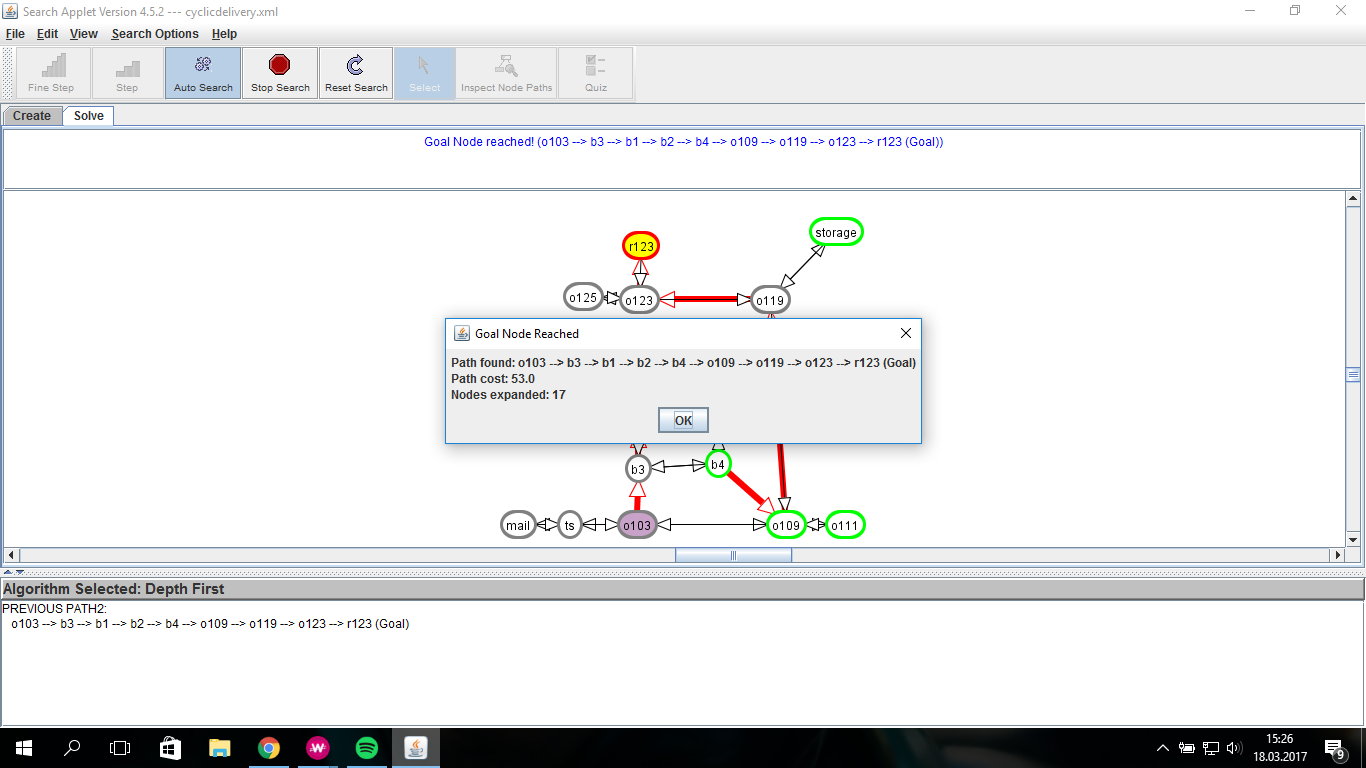 Search Applet Version 4.5.2 --- cyclicdelivery.xml
File Edit View Search Options Help
Fine Step Step Auto Search Stop Search Reset Search Select Inspect Node Paths Quiz
Create Solve
Goal Node reached! (o103 --> b3 --> b1 --> b2 --> b4 --> o109 --> o119 --> o123 --> r123 (Goal))
storage
r123
o125 o123 o119
Goal Node Reached
Path found: o103 --> b3 --> b1 --> b2 --> b4 --> o109 --> o119 --> o123 --> r123 (Goal)
Path cost: 53.0
Nodes expanded: 17
OK
b3 b4
mail ts o103 o109 o111
Algorithm Selected: Depth First
PREVIOUS PATH2:
o103 --> b3 --> b1 --> b2 --> b4 --> o109 --> o119 --> o123 --> r123 (Goal)
15:26
18.03.2017
9